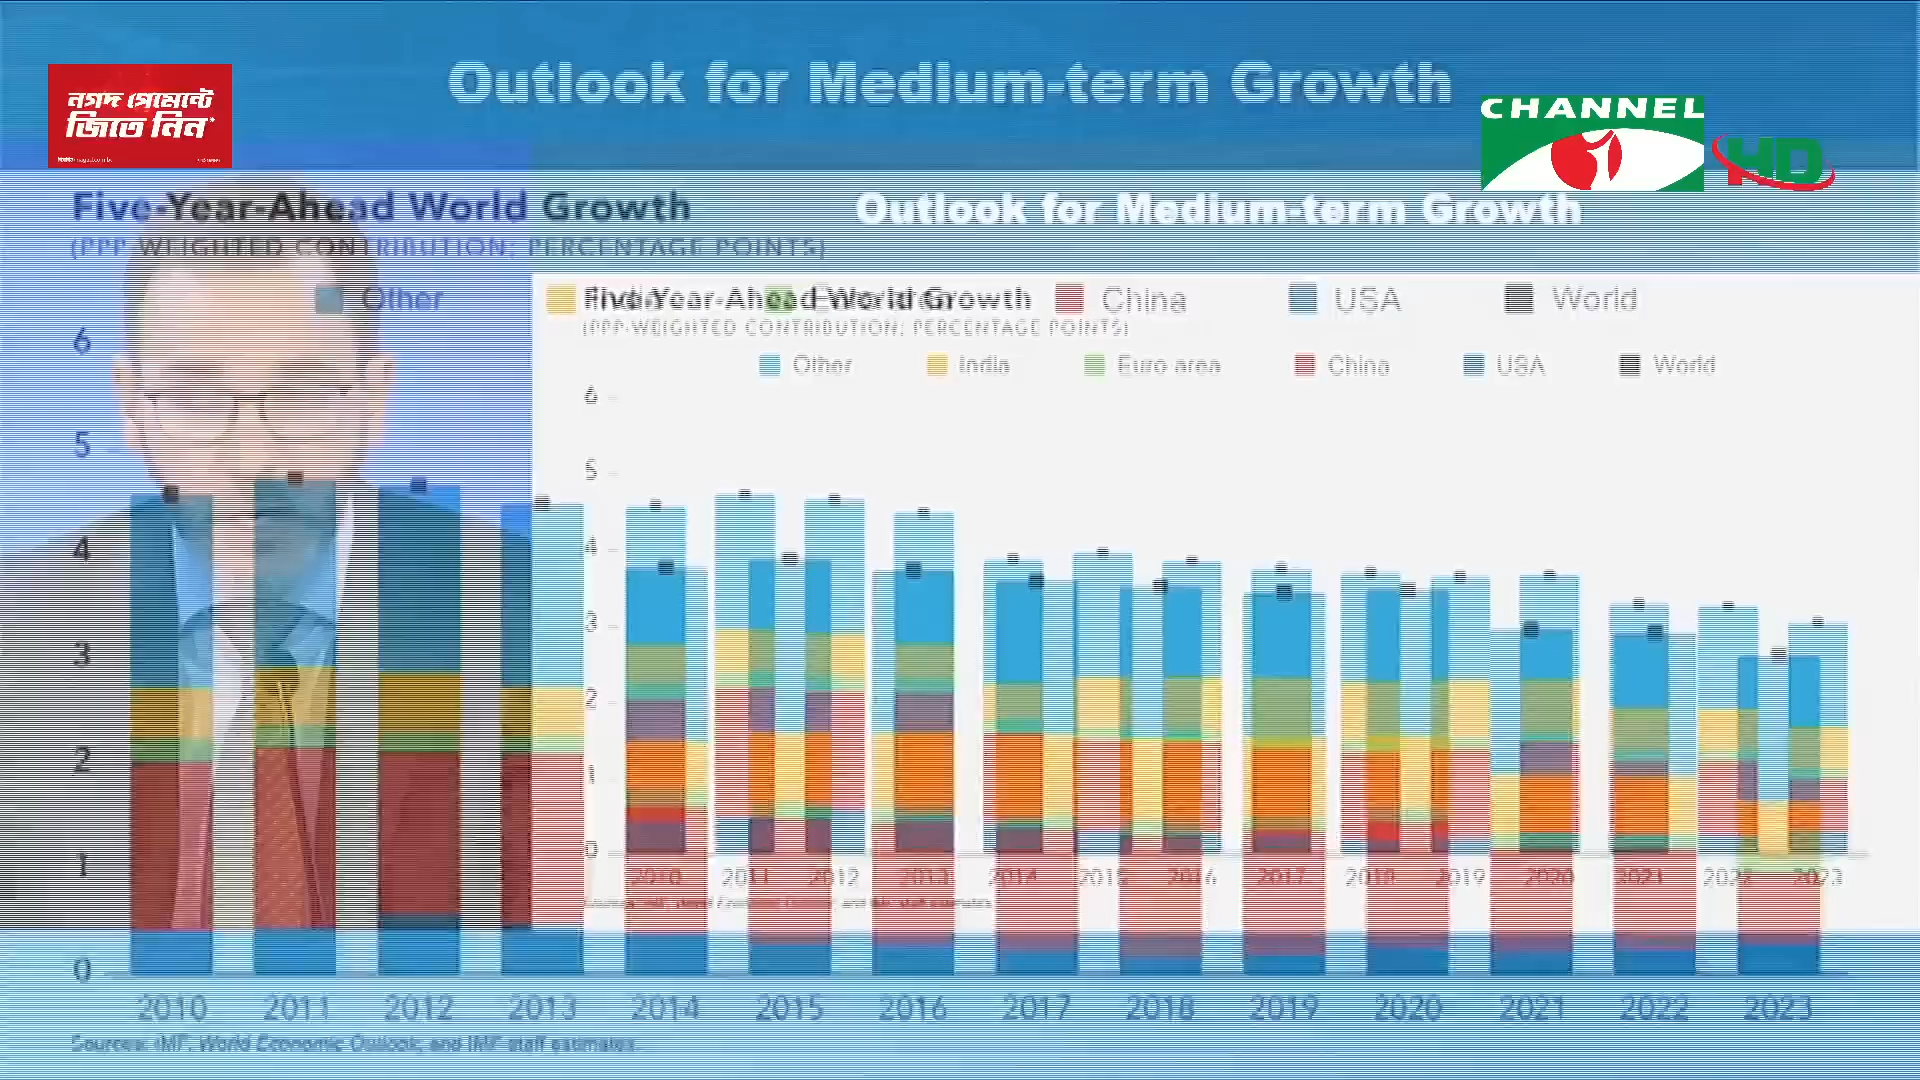 Outlook for Medium-term Growth
নগদ পেমেন্টে
জিতে নিন*
CHANNEL
HD
Five-Year-Ahead World Growth
(PPP-WEIGHTED CONTRIBUTION; PERCENTAGE POINTS)
Other
China
USA
World
6
5
4
3
2
1
0
2010 2011 2012 2013 2014 2015 2016 2017 2018 2019 2020 2021 2022 2023
Sources: IMF, World Economic Outlook; and IMF staff estimates.
Outlook for Medium-term Growth
Five-Year-Ahead World Growth
(PPP-WEIGHTED CONTRIBUTION; PERCENTAGE POINTS)
Other India Euro area China USA World
6
5
4
3
2
1
0
2010 2011 2012 2013 2014 2015 2016 2017 2018 2019 2020 2021 2022 2023